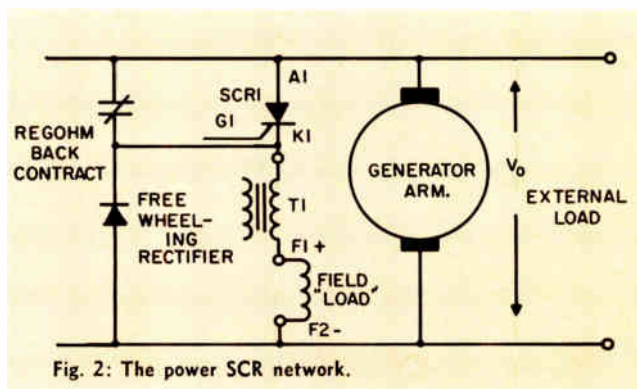 A1
SCR1
G1
K1
REGOHM
BACK
CONTRACT
FREE
WHEEL-
ING
RECTIFIER
T1
F1+
FIELD
"LOAD"
F2-
GENERATOR
ARM.
Vo
EXTERNAL
LOAD
Fig. 2: The power SCR network.